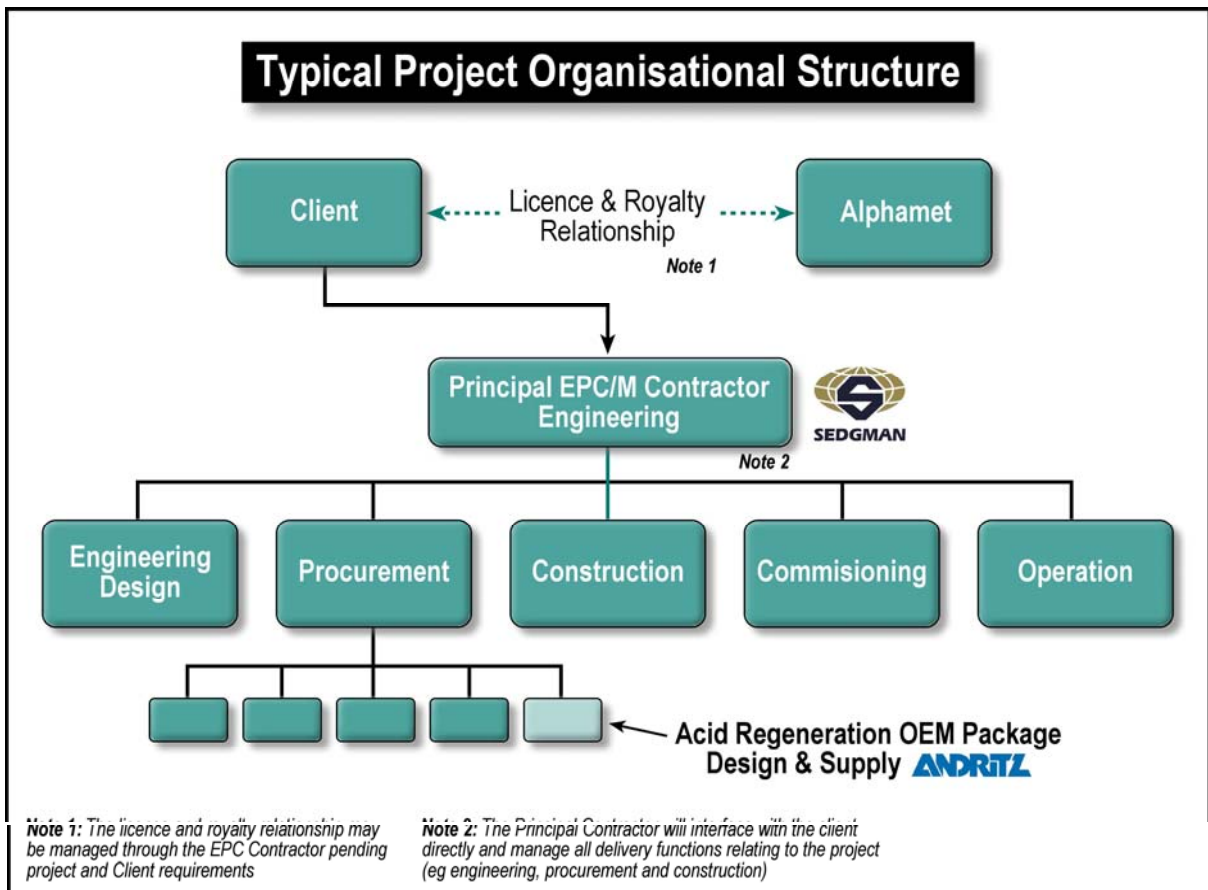 Typical Project Organisational Structure
Client
Licence & Royalty
Relationship
Alphamet
Note 1
Principal EPC/M Contractor
Engineering
S
SEDGMAN
Note 2
Engineering
Design
Procurement
Construction
Commisioning
Operation
Acid Regeneration OEM Package
Design & Supply ANDRITZ
Note 1: The licence and royalty relationship may
be managed through the EPC Contractor pending
project and Client requirements
Note 2: The Principal Contractor will interface with the client
directly and manage all delivery functions relating to the project
(eg engineering, procurement and construction)